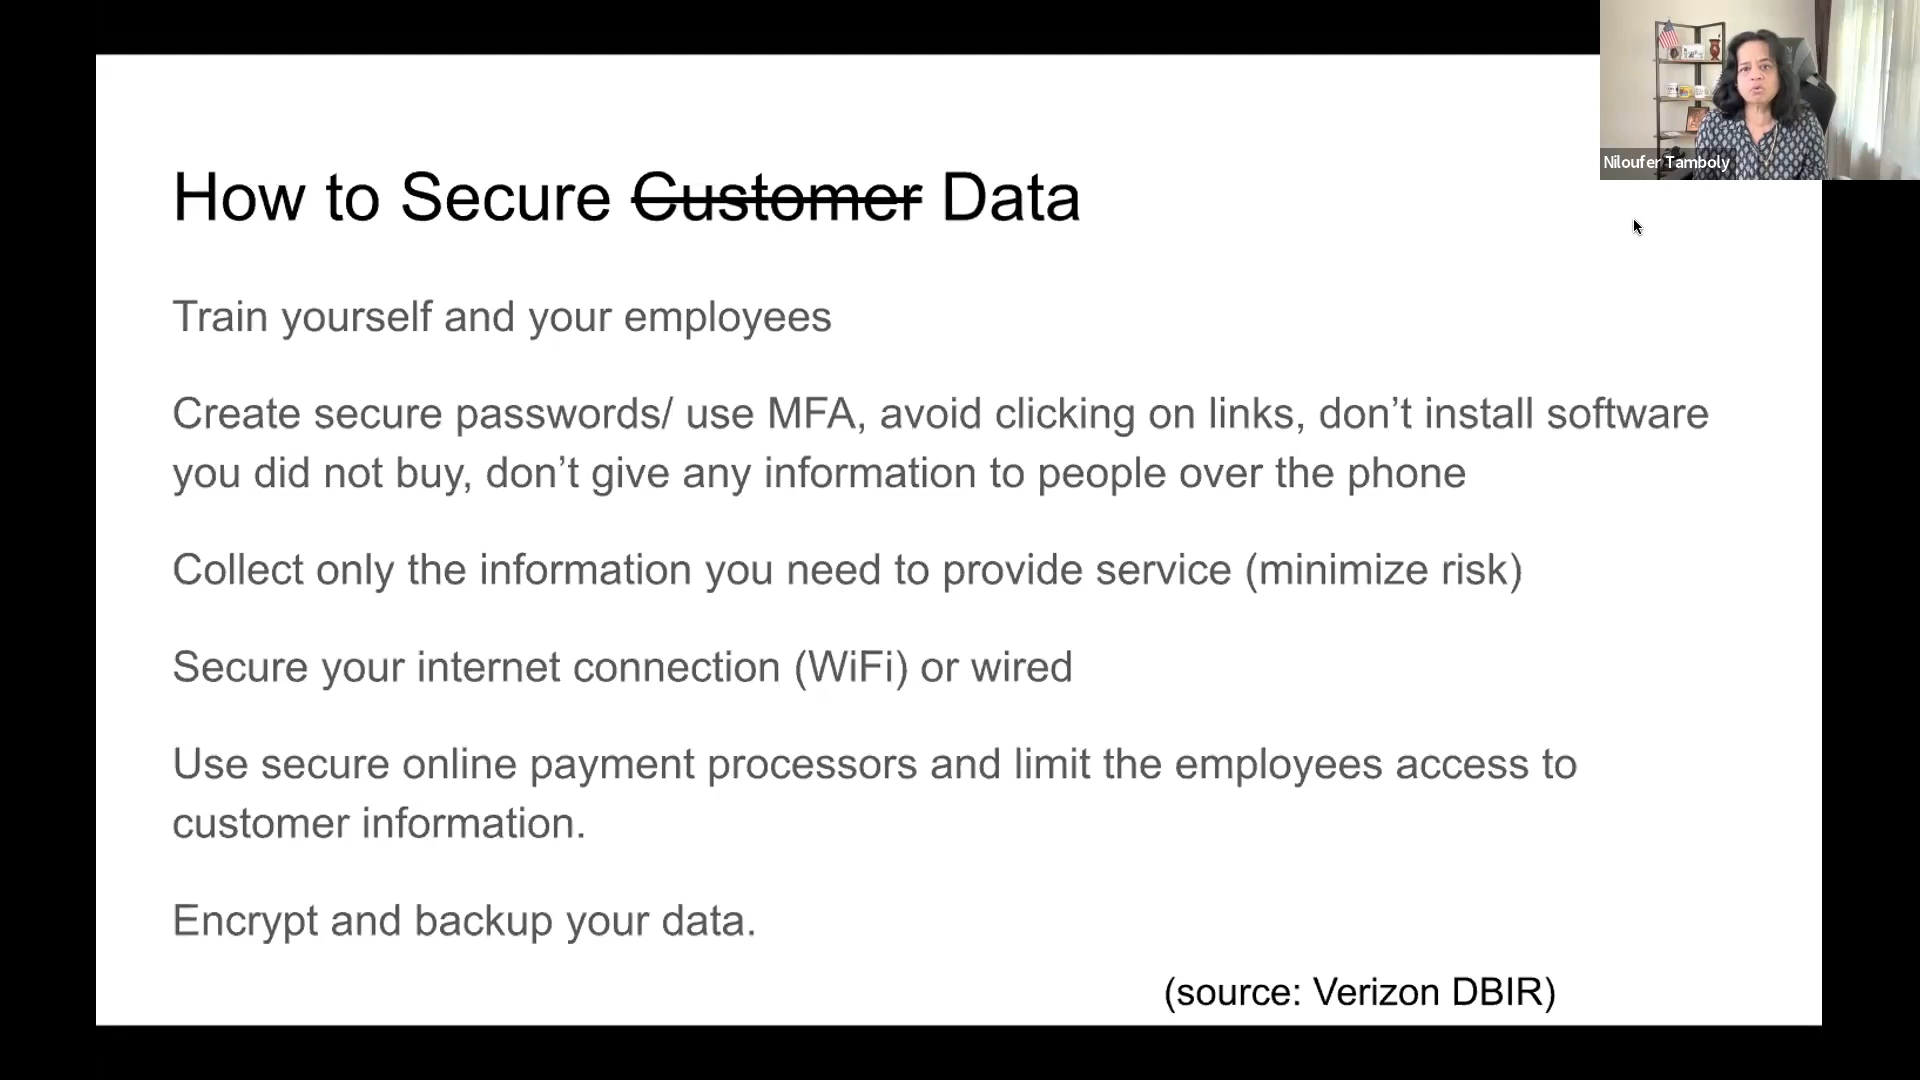 How to Secure Customer Data
Train yourself and your employees
Create secure passwords/ use MFA, avoid clicking on links, don’t install software
you did not buy, don’t give any information to people over the phone
Collect only the information you need to provide service (minimize risk)
Secure your internet connection (WiFi) or wired
Use secure online payment processors and limit the employees access to
customer information.
Encrypt and backup your data.
(source: Verizon DBIR)
Niloufer Tamboly